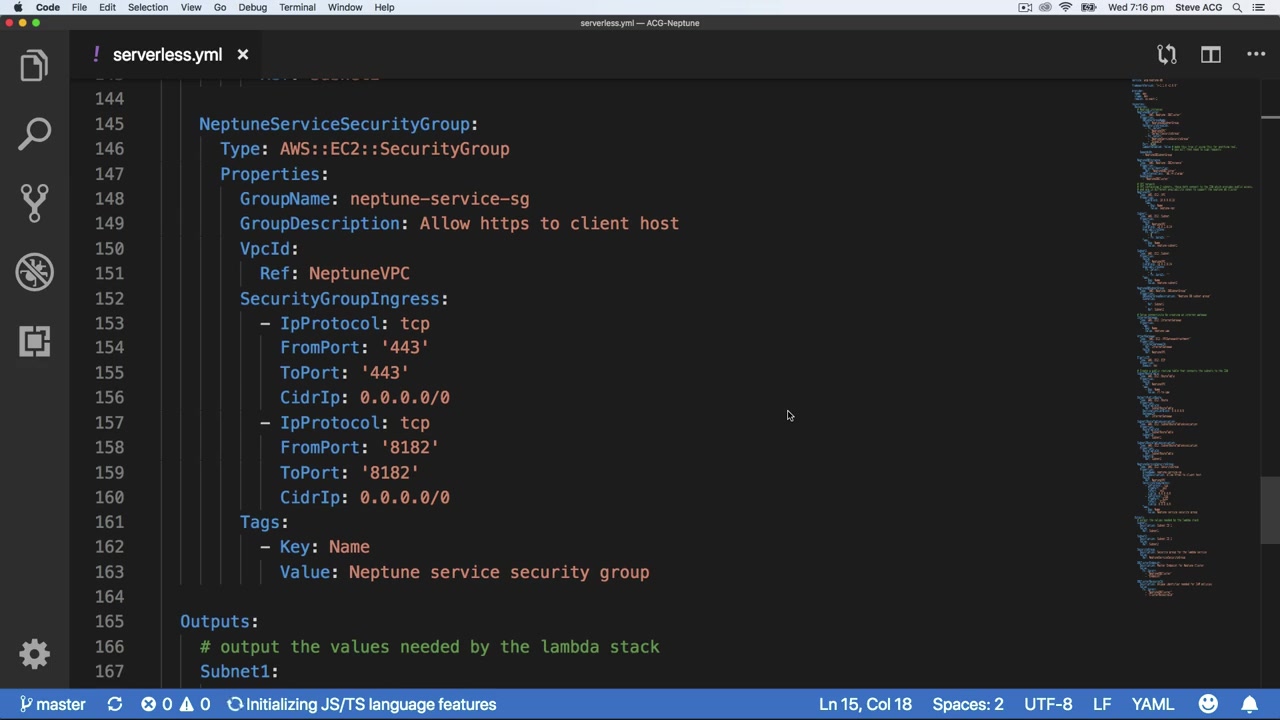 Code File Edit Selection View Go Debug Terminal Window Help Wed 7:16 pm Steve ACG
serverless.yml — ACG-Neptune
! serverless.yml
144
145 NeptuneServiceSecurityGroup:
146 Type: AWS::EC2::SecurityGroup
147 Properties:
148 GroupName: neptune-service-sg
149 GroupDescription: Allow https to client host
150 VpcId:
151 Ref: NeptuneVPC
152 SecurityGroupIngress:
153 - IpProtocol: tcp
154 FromPort: '443'
155 ToPort: '443'
156 CidrIp: 0.0.0.0/0
157 - IpProtocol: tcp
158 FromPort: '8182'
159 ToPort: '8182'
160 CidrIp: 0.0.0.0/0
161 Tags:
162 - Key: Name
163 Value: Neptune service security group
164
165 Outputs:
166 # output the values needed by the lambda stack
167 Subnet1:
master 0 0 Initializing JS/TS language features Ln 15, Col 18 Spaces: 2 UTF-8 LF YAML